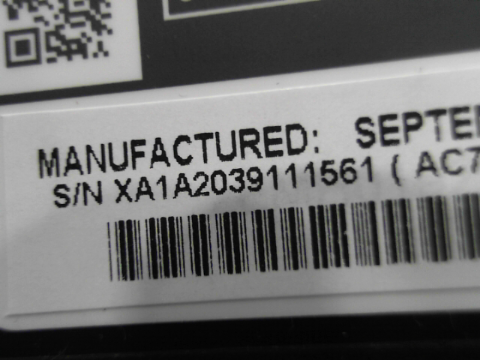 MANUFACTURED: SEPTE
S/N XA1A2039111561 ( AC7